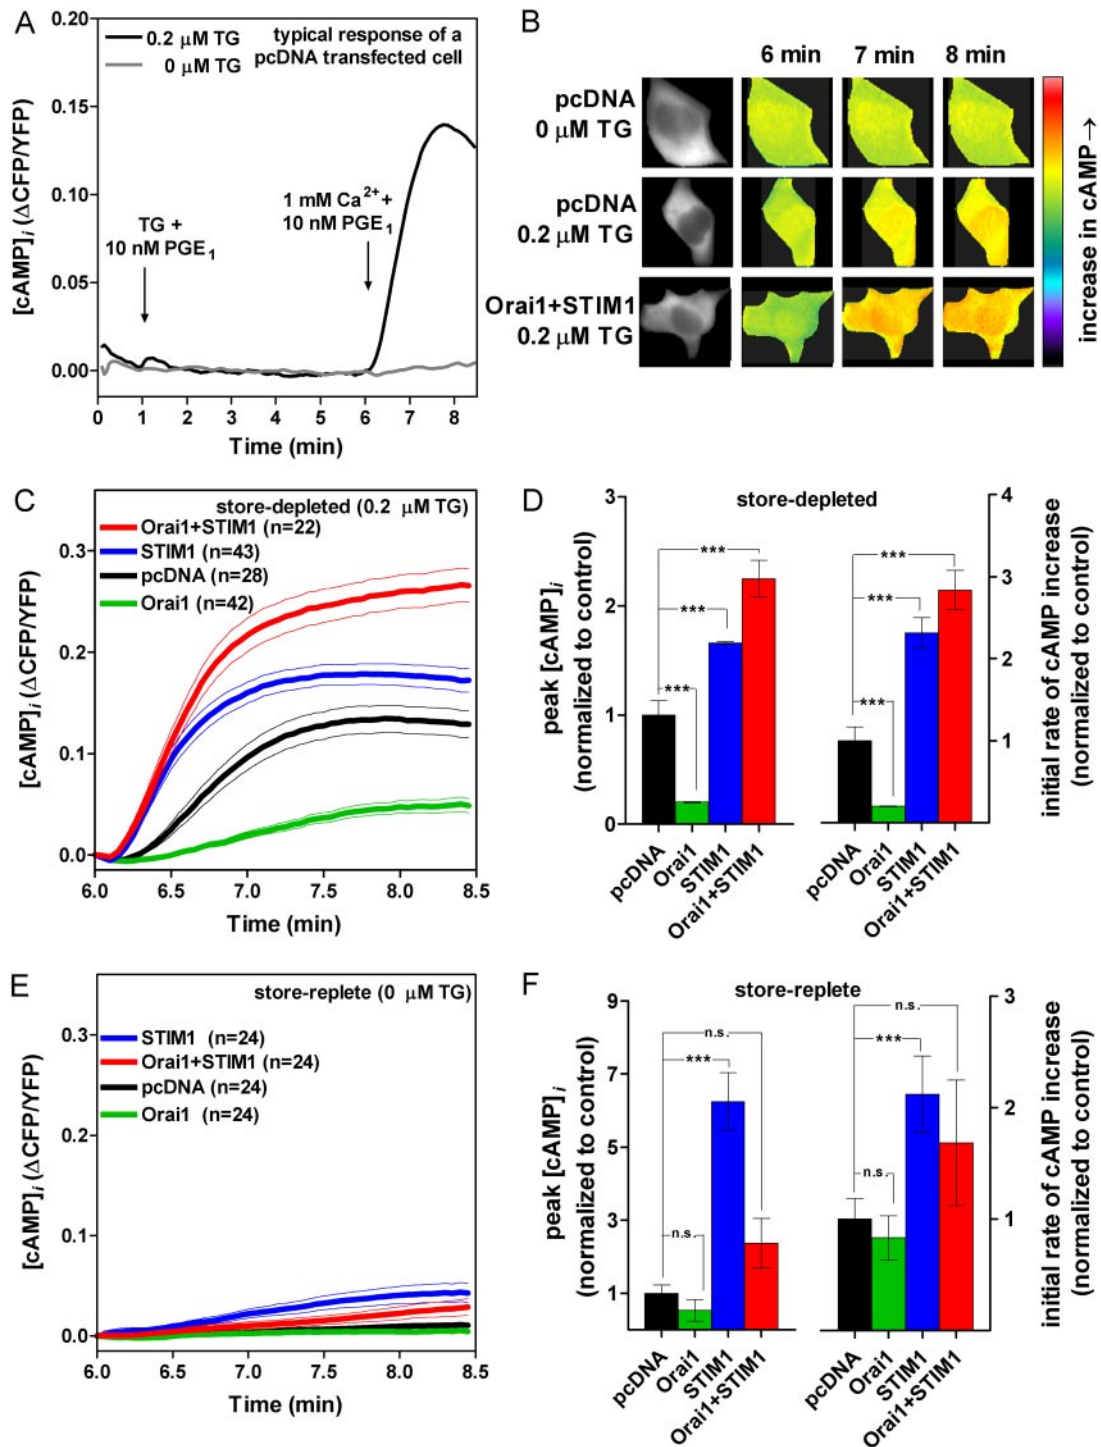 A
0.20
0.15
0.10
0.05
0.00
[cAMP]i (ΔCFP/YFP)
0.2 μM TG
0 μM TG
typical response of a
pcDNA transfected cell
TG +
10 nM PGE1
1 mM Ca2+ +
10 nM PGE1
0 1 2 3 4 5 6 7 8
Time (min)
B
6 min 7 min 8 min
pcDNA
0 μM TG
pcDNA
0.2 μM TG
Orai1+STIM1
0.2 μM TG
increase in cAMP →
C
store-depleted (0.2 μM TG)
Orai1+STIM1 (n=22)
STIM1 (n=43)
pcDNA (n=28)
Orai1 (n=42)
0.3
0.2
0.1
0.0
[cAMP]i (ΔCFP/YFP)
6.0 6.5 7.0 7.5 8.0 8.5
Time (min)
D
store-depleted
3
2
1
0
peak [cAMP]i
(normalized to control)
***
***
***
***
***
***
4
3
2
1
initial rate of cAMP increase
(normalized to control)
pcDNA
Orai1
STIM1
Orai1+STIM1
pcDNA
Orai1
STIM1
Orai1+STIM1
E
store-replete (0 μM TG)
STIM1 (n=24)
Orai1+STIM1 (n=24)
pcDNA (n=24)
Orai1 (n=24)
0.3
0.2
0.1
0.0
[cAMP]i (ΔCFP/YFP)
6.0 6.5 7.0 7.5 8.0 8.5
Time (min)
F
store-replete
9
7
5
3
1
peak [cAMP]i
(normalized to control)
n.s.
***
n.s.
n.s.
***
n.s.
3
2
1
initial rate of cAMP increase
(normalized to control)
pcDNA
Orai1
STIM1
Orai1+STIM1
pcDNA
Orai1
STIM1
Orai1+STIM1